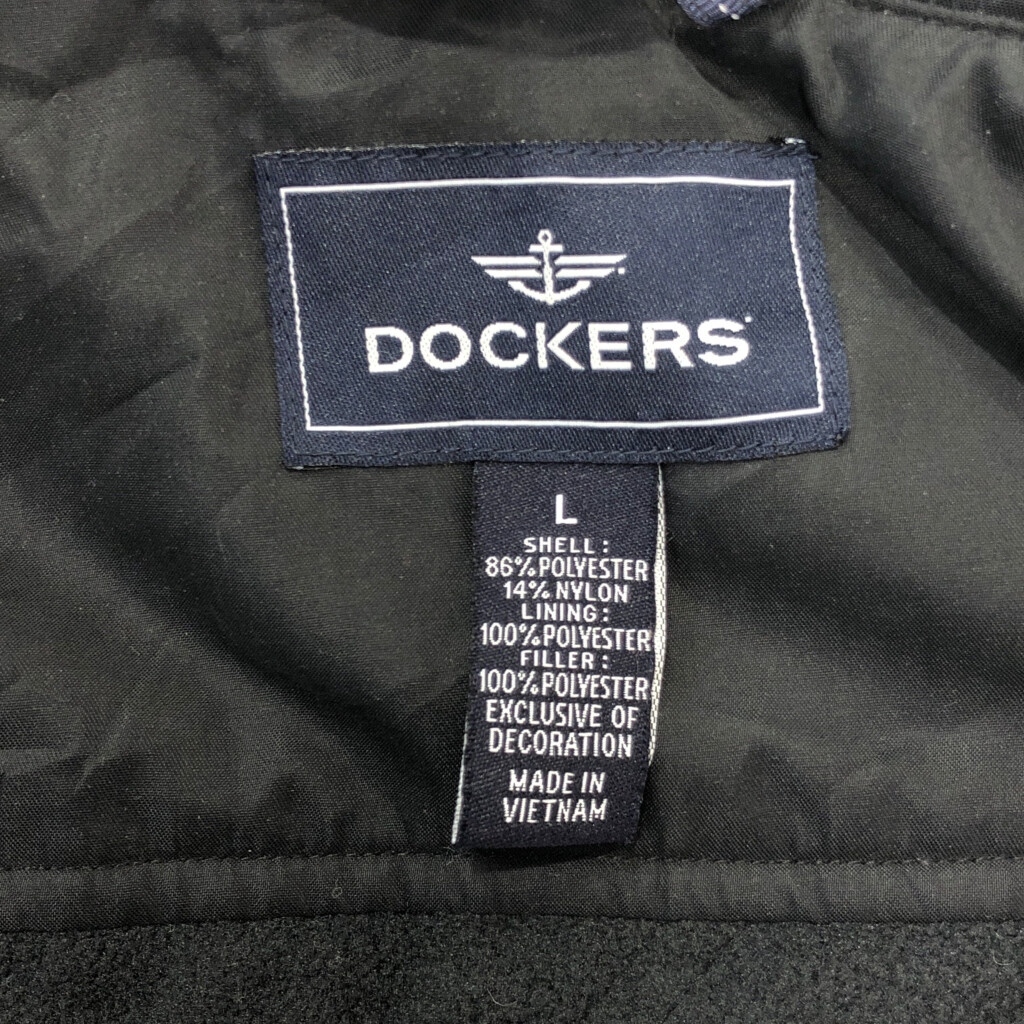 DOCKERS
L
SHELL:
86% POLYESTER
14% NYLON
LINING:
100% POLYESTER
FILLER:
100% POLYESTER
EXCLUSIVE OF
DECORATION
MADE IN
VIETNAM